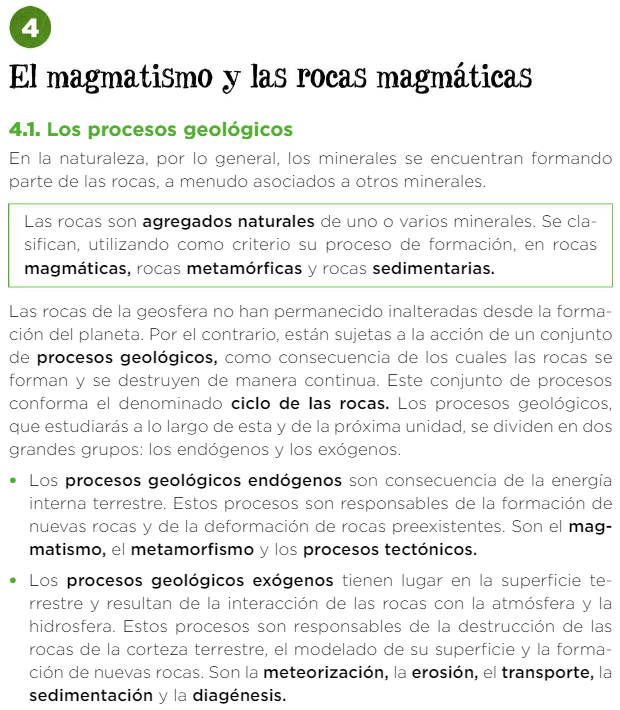 4
El magmatismo y las rocas magmáticas
4.1. Los procesos geológicos
En la naturaleza, por lo general, los minerales se encuentran formando
parte de las rocas, a menudo asociados a otros minerales.
Las rocas son agregados naturales de uno o varios minerales. Se cla-
sifican, utilizando como criterio su proceso de formación, en rocas
magmáticas, rocas metamórficas y rocas sedimentarias.
Las rocas de la geosfera no han permanecido inalteradas desde la forma-
ción del planeta. Por el contrario, están sujetas a la acción de un conjunto
de procesos geológicos, como consecuencia de los cuales las rocas se
forman y se destruyen de manera continua. Este conjunto de procesos
conforma el denominado ciclo de las rocas. Los procesos geológicos,
que estudiarás a lo largo de esta y de la próxima unidad, se dividen en dos
grandes grupos: los endógenos y los exógenos.
• Los procesos geológicos endógenos son consecuencia de la energía
interna terrestre. Estos procesos son responsables de la formación de
nuevas rocas y de la deformación de rocas preexistentes. Son el mag-
matismo, el metamorfismo y los procesos tectónicos.
• Los procesos geológicos exógenos tienen lugar en la superficie te-
rrestre y resultan de la interacción de las rocas con la atmósfera y la
hidrosfera. Estos procesos son responsables de la destrucción de las
rocas de la corteza terrestre, el modelado de su superficie y la forma-
ción de nuevas rocas. Son la meteorización, la erosión, el transporte, la
sedimentación y la diagénesis.